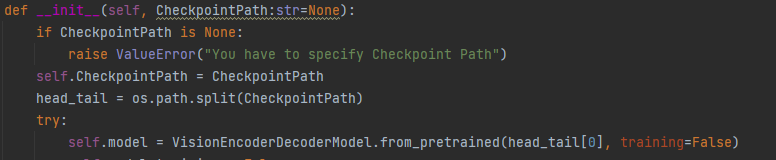 def __init__(self, CheckpointPath:str=None):
if CheckpointPath is None:
raise ValueError("You have to specify Checkpoint Path")
self.CheckpointPath = CheckpointPath
head_tail = os.path.split(CheckpointPath)
try:
self.model = VisionEncoderDecoderModel.from_pretrained(head_tail[0], training=False)